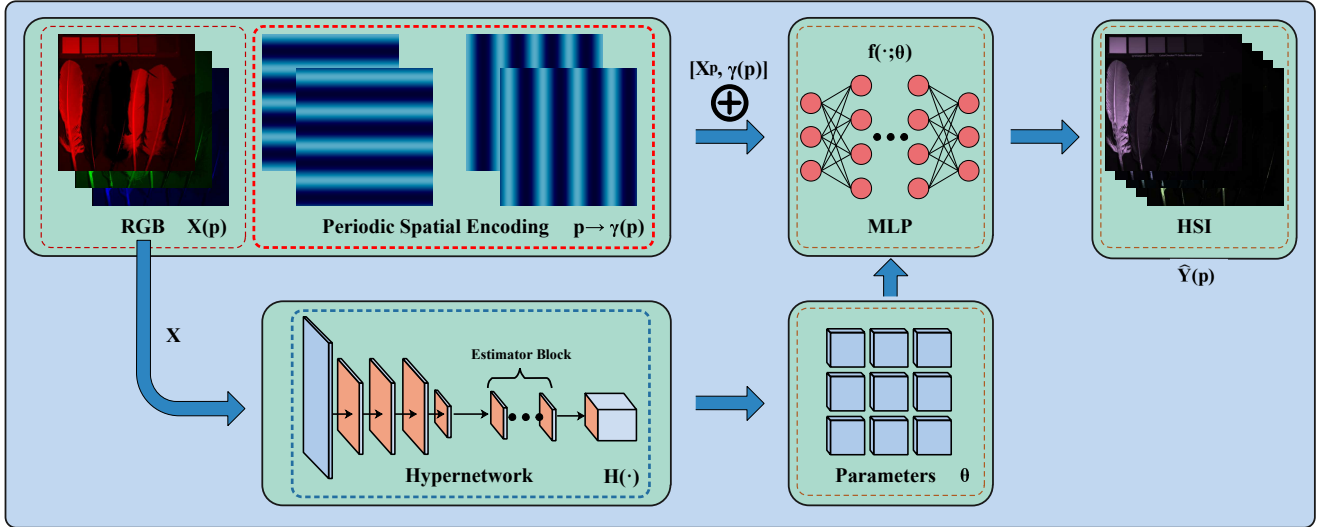 RGB X(p)
Periodic Spatial Encoding p→ γ(p)
[Xp, γ(p)]
f(·;θ)
MLP
HSI
Ŷ(p)
X
Estimator Block
Hypernetwork H(·)
Parameters θ